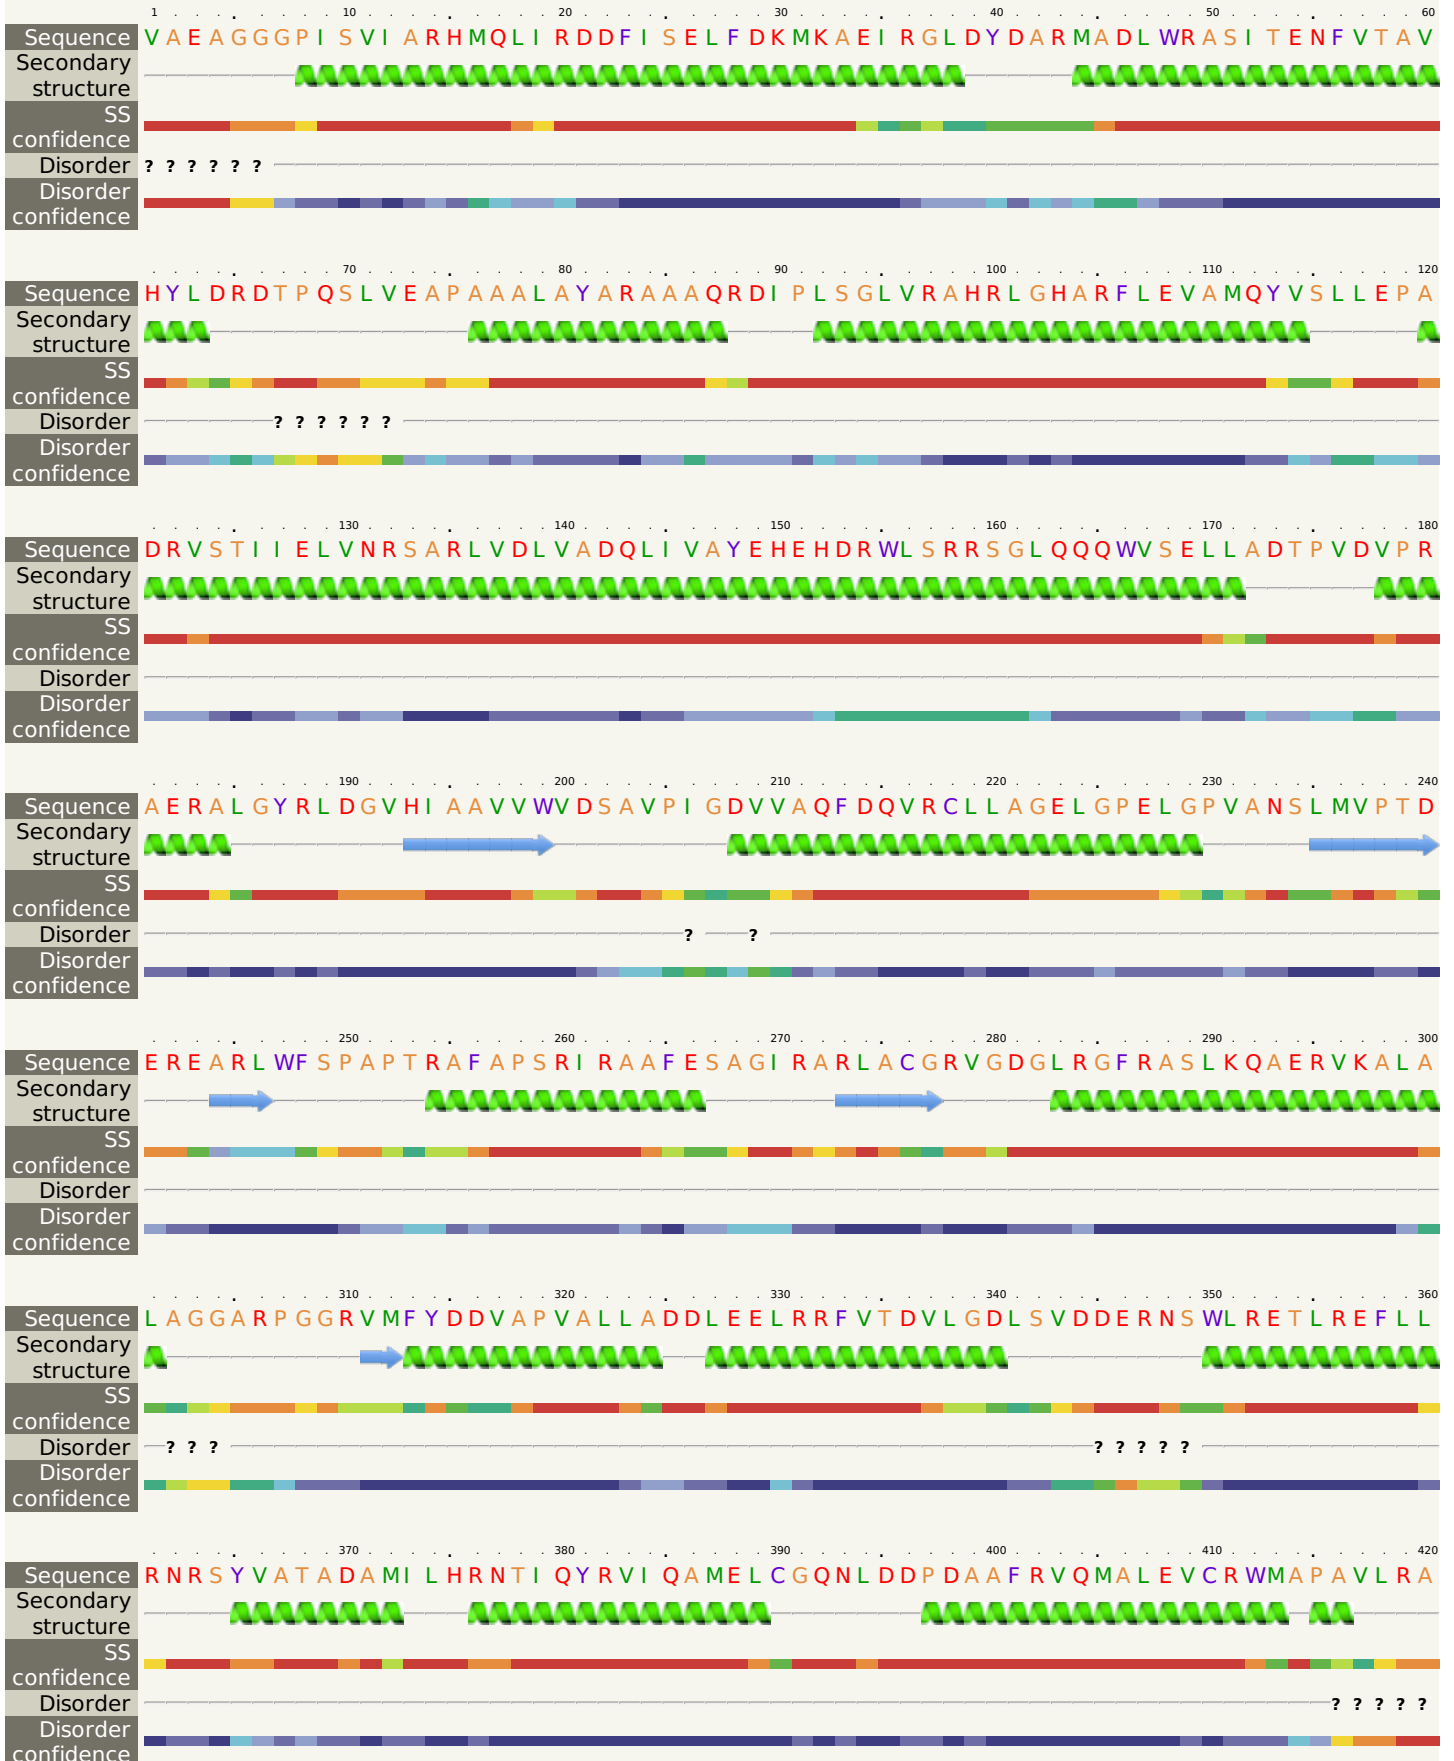 1 10 20 30 40 50 60
Sequence VAEAGGGPISVIARHMQLIRDDFISELFDKMKAEIRGLDYDARMADLWRASITENFVTAV
Secondary structure
SS confidence
Disorder ? ? ? ? ? ?
Disorder confidence
70 80 90 100 110 120
Sequence HYLDRDTPQSLVEAPAAALAYARAAAQRDIPLSGLVRAHRLGHARFLEVAMQYVSLLEPA
Secondary structure
SS confidence
Disorder ? ? ? ? ? ?
Disorder confidence
130 140 150 160 170 180
Sequence DRVSTIIELVNRSARLVDLVADQLIVAYEHEHDRWLSRRSGLQQQWVSELLADTPVDVPR
Secondary structure
SS confidence
Disorder
Disorder confidence
190 200 210 220 230 240
Sequence AERALGYRLDGVHIAAVVWVDSAVPIGDVVAQFDQVRCLLAGELGPELGPVANSLMVPTD
Secondary structure
SS confidence
Disorder ? ?
Disorder confidence
250 260 270 280 290 300
Sequence EREARLWFSPAPTRAFAPSRIRAAFESAGIRARLACGRVGDGLRGFRASLKQAERVKALA
Secondary structure
SS confidence
Disorder
Disorder confidence
310 320 330 340 350 360
Sequence LAGGARPGGRVMFYDDVAPVALLADDLEELRRFVTDVLGDLSVDDERNSWLRETLREFLL
Secondary structure
SS confidence
Disorder ? ? ? ? ? ? ? ?
Disorder confidence
370 380 390 400 410 420
Sequence RNRSYVATADAMILHRNTIQYRVIQAMELCGQNLDDPDAAFRVQMALEVCRWMAPAVLRA
Secondary structure
SS confidence
Disorder ? ? ? ? ?
Disorder confidence